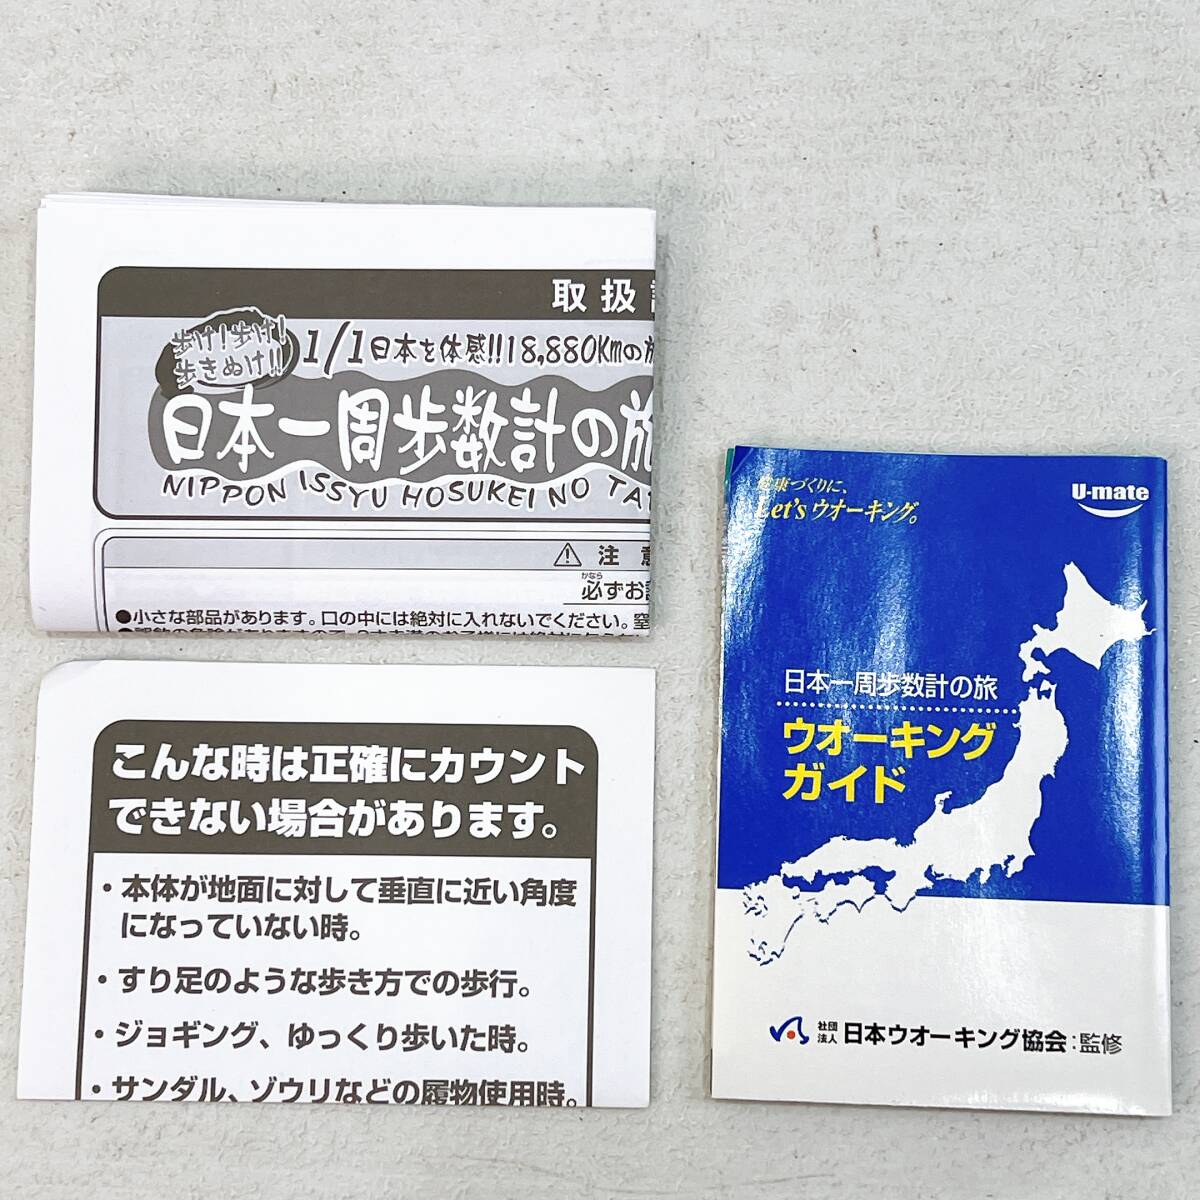 取扱
歩け!歩け!
歩きぬけ!!
1/1日本を体感!!18,880Kmの旅
日本一周歩数計の旅
NIPPON ISSYU HOSUKEI NO TA
⚠注意
かなら
必ずお
●小さな部品があります。口の中には絶対に入れないでください。窒
こんな時は正確にカウント
できない場合があります。
・本体が地面に対して垂直に近い角度
になっていない時。
・すり足のような歩き方での歩行。
・ジョギング、ゆっくり歩いた時。
・サンダル、ゾウリなどの履物使用時。
健康づくりに、
Let'sウオーキング。
U-mate
日本一周歩数計の旅
ウオーキング
ガイド
社団法人 日本ウオーキング協会:監修